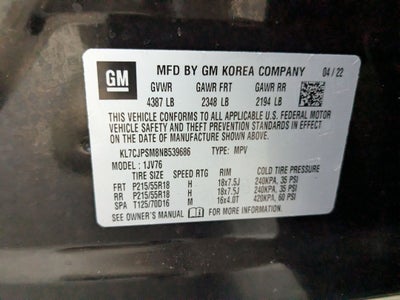 GM
MFD BY GM KOREA COMPANY 04/22
GVWR GAWR FRT GAWR RR
4387 LB 2348 LB 2194 LB
THIS VEHICLE CONFORMS TO ALL APPLICABLE U.S. FEDERAL MOTOR
VEHICLE SAFETY AND THEFT PREVENTION STANDARDS IN EFFECT ON
THE DATE OF MANUFACTURE SHOWN ABOVE.
KL7CJPSM8NB539686 TYPE: MPV
MODEL: 1JV76
TIRE SIZE SPEED RTG RIM COLD TIRE PRESSURE
FRT P215/55R18 H 18x7.5J 240KPA, 35 PSI
RR P215/55R18 H 18x7.5J 240KPA, 35 PSI
SPA T125/70D16 M 16x4.0T 420KPA, 60 PSI
SEE OWNER'S MANUAL FOR MORE INFORMATION.